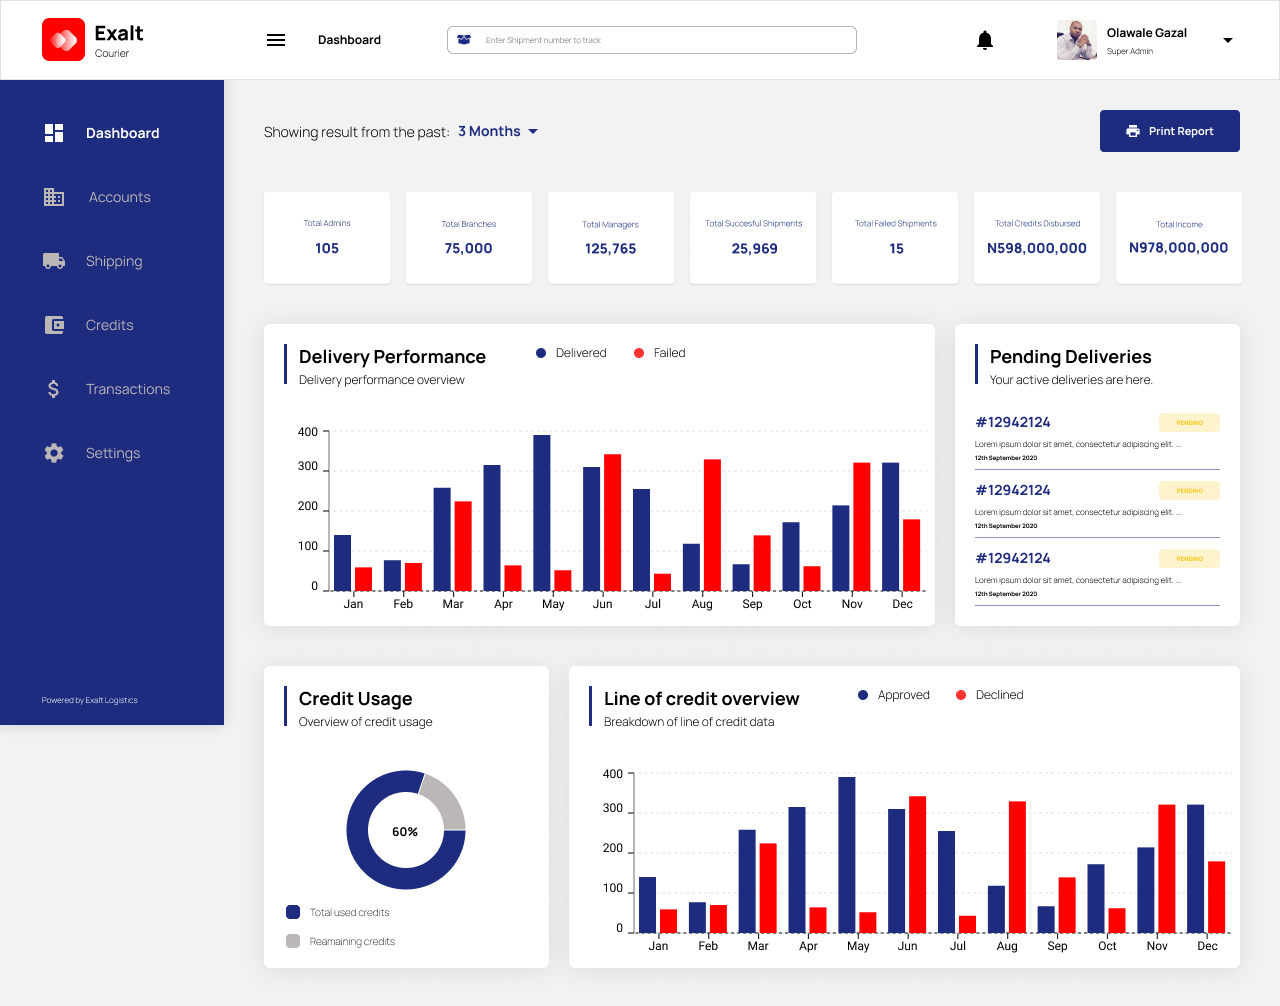 Exalt
Courier
Dashboard
Enter Shipment number to track
Olawale Gazal
Super Admin
Dashboard
Accounts
Shipping
Credits
Transactions
Settings
Powered by Exalt Logistics
Showing result from the past: 3 Months
Print Report
Total Admins
105
Total Branches
75,000
Total Managers
125,765
Total Succesful Shipments
25,969
Total Failed Shipments
15
Total Credits Disbursed
N598,000,000
Total Income
N978,000,000
Delivery Performance
Delivery performance overview
Delivered
Failed
400
300
200
100
0
Jan Feb Mar Apr May Jun Jul Aug Sep Oct Nov Dec
Pending Deliveries
Your active deliveries are here.
#12942124
PENDING
Lorem ipsum dolor sit amet, consectetur adipiscing elit. ...
12th September 2020
#12942124
PENDING
Lorem ipsum dolor sit amet, consectetur adipiscing elit. ...
12th September 2020
#12942124
PENDING
Lorem ipsum dolor sit amet, consectetur adipiscing elit. ...
12th September 2020
Credit Usage
Overview of credit usage
60%
Total used credits
Reamaining credits
Line of credit overview
Breakdown of line of credit data
Approved
Declined
400
300
200
100
0
Jan Feb Mar Apr May Jun Jul Aug Sep Oct Nov Dec